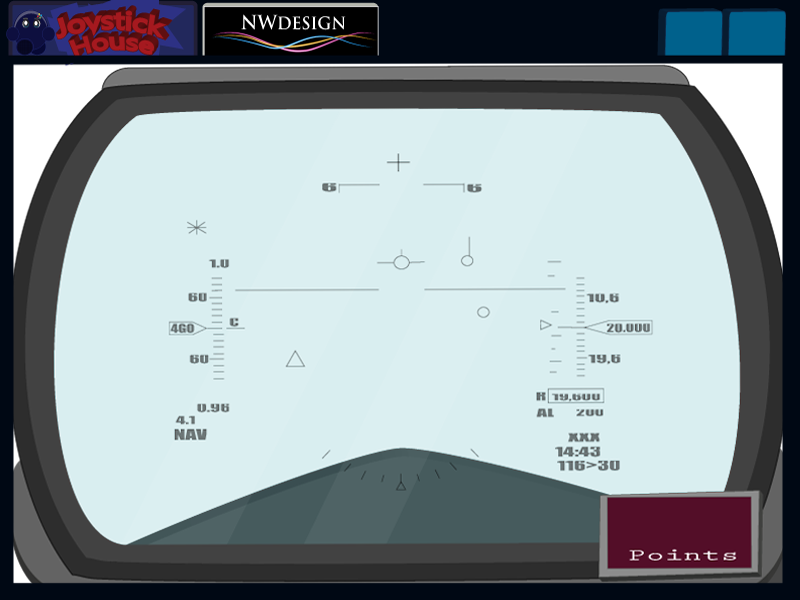 Joystick
House
NWDESIGN
6 6
1.0
60
10,6
4G0
C
20.000
60
19,6
R 19,600
0.96
AL 200
4.1
NAV
XXX
14:43
116>30
Points